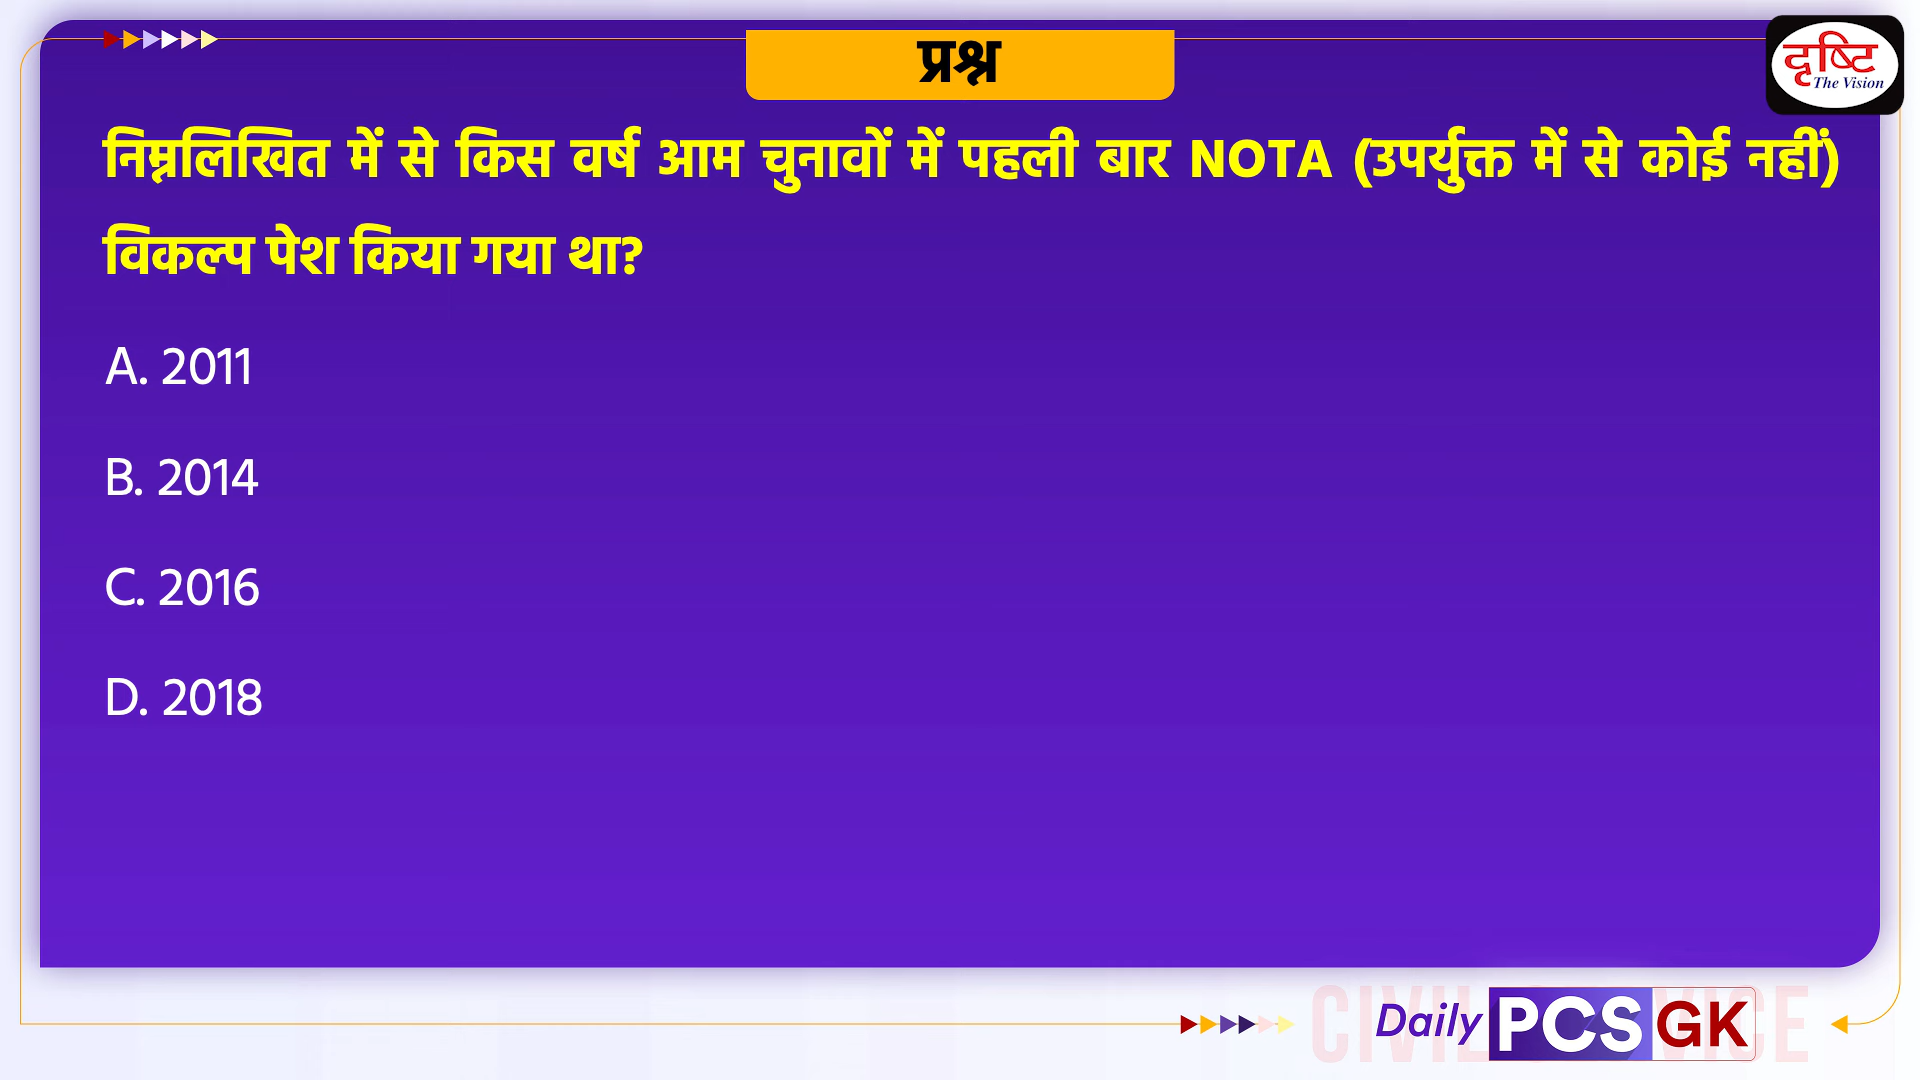 प्रश्न
दृष्टि
The Vision
निम्नलिखित में से किस वर्ष आम चुनावों में पहली बार NOTA (उपर्युक्त में से कोई नहीं)
विकल्प पेश किया गया था?
A. 2011
B. 2014
C. 2016
D. 2018
Daily PCS GK